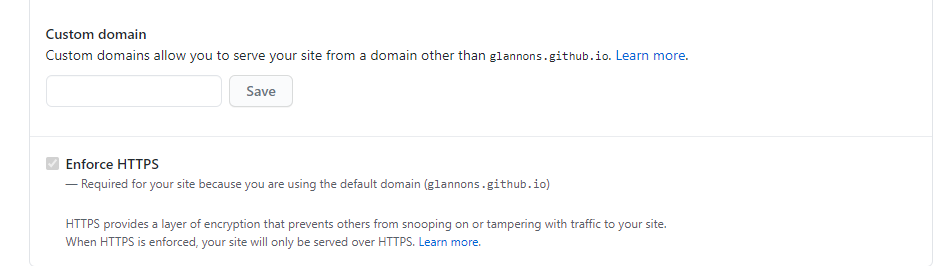 Custom domain
Custom domains allow you to serve your site from a domain other than glannons.github.io. Learn more.
Save
Enforce HTTPS
— Required for your site because you are using the default domain (glannons.github.io)
HTTPS provides a layer of encryption that prevents others from snooping on or tampering with traffic to your site.
When HTTPS is enforced, your site will only be served over HTTPS. Learn more.